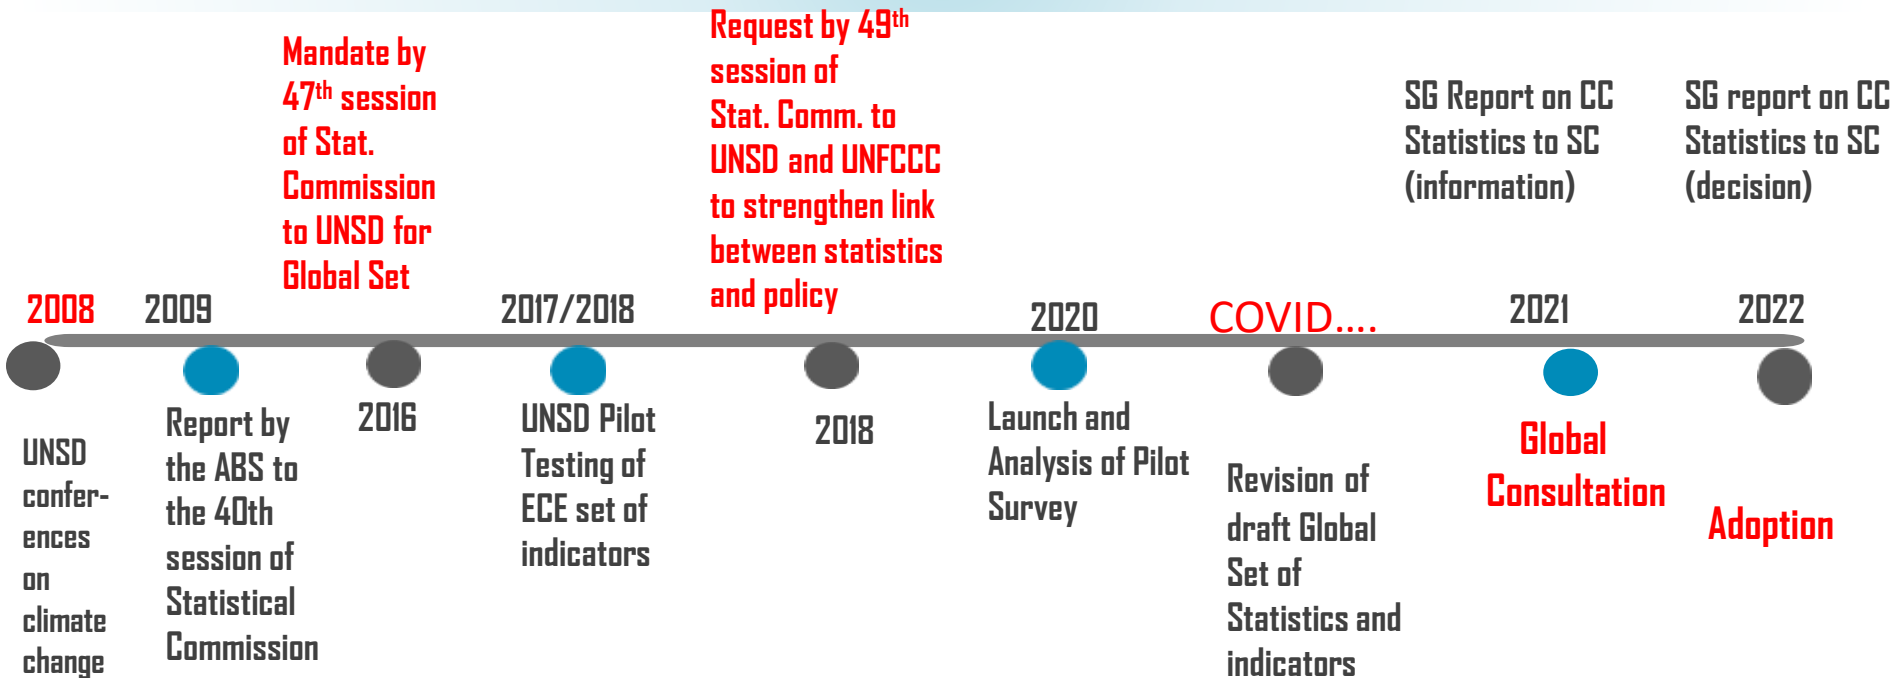 2008
UNSD
confer-
ences
on
climate
change
2009
Report by
the ABS to
the 40th
session of
Statistical
Commission
Mandate by
47th session
of Stat.
Commission
to UNSD for
Global Set
2016
2017/2018
UNSD Pilot
Testing of
ECE set of
indicators
Request by 49th
session of
Stat. Comm. to
UNSD and UNFCCC
to strengthen link
between statistics
and policy
2018
2020
Launch and
Analysis of Pilot
Survey
COVID....
Revision of
draft Global
Set of
Statistics and
indicators
SG Report on CC
Statistics to SC
(information)
2021
Global
Consultation
SG report on CC
Statistics to SC
(decision)
2022
Adoption